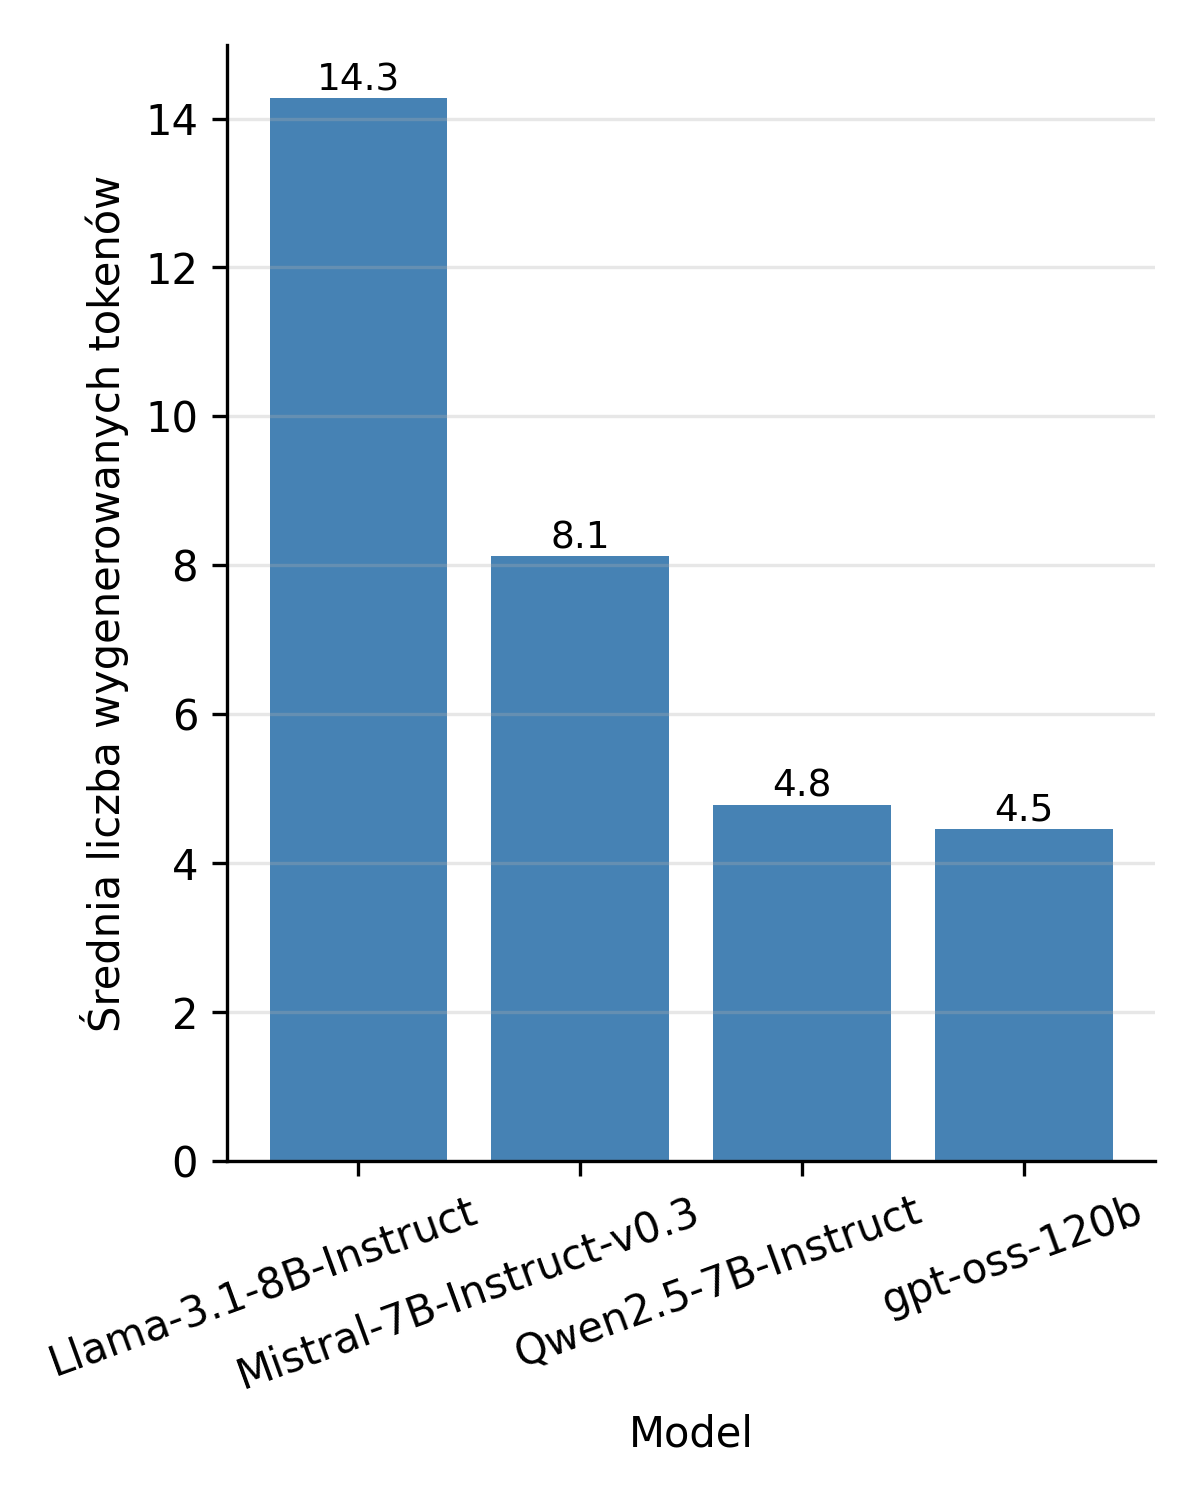 Średnia liczba wygenerowanych tokenów
14
12
10
8
6
4
2
0
14.3
8.1
4.8
4.5
Llama-3.1-8B-Instruct
Mistral-7B-Instruct-v0.3
Qwen2.5-7B-Instruct
gpt-oss-120b
Model